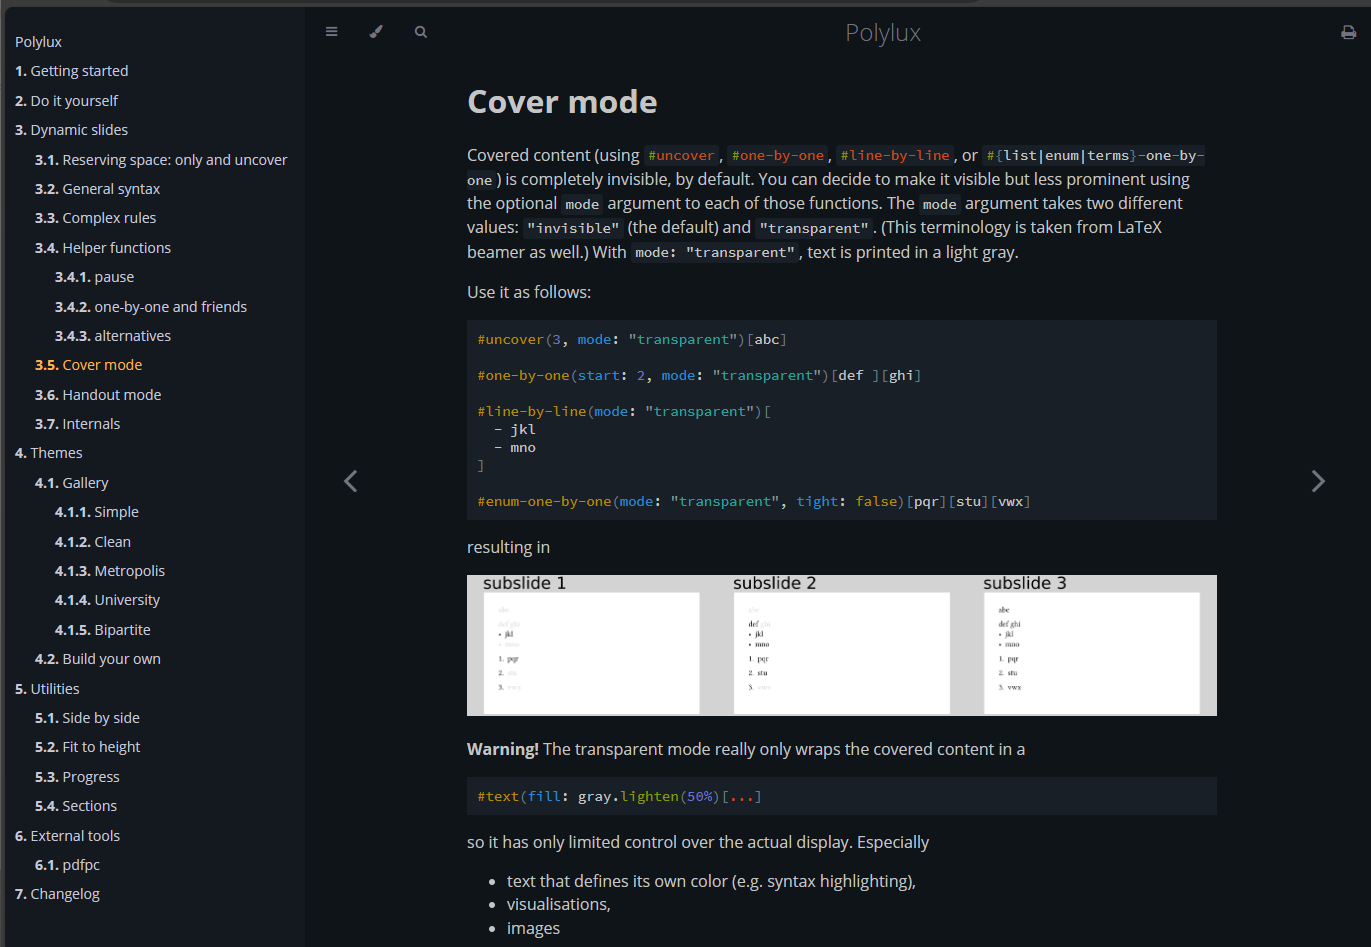 Polylux
1. Getting started
2. Do it yourself
3. Dynamic slides
3.1. Reserving space: only and uncover
3.2. General syntax
3.3. Complex rules
3.4. Helper functions
3.4.1. pause
3.4.2. one-by-one and friends
3.4.3. alternatives
3.5. Cover mode
3.6. Handout mode
3.7. Internals
4. Themes
4.1. Gallery
4.1.1. Simple
4.1.2. Clean
4.1.3. Metropolis
4.1.4. University
4.1.5. Bipartite
4.2. Build your own
5. Utilities
5.1. Side by side
5.2. Fit to height
5.3. Progress
5.4. Sections
6. External tools
6.1. pdfpc
7. Changelog
Polylux
Cover mode
Covered content (using #uncover, #one-by-one, #line-by-line, or #{list|enum|terms}-one-by-
one) is completely invisible, by default. You can decide to make it visible but less prominent using
the optional mode argument to each of those functions. The mode argument takes two different
values: "invisible" (the default) and "transparent". (This terminology is taken from LaTeX
beamer as well.) With mode: "transparent", text is printed in a light gray.
Use it as follows:
#uncover(3, mode: "transparent")[abc]
#one-by-one(start: 2, mode: "transparent")[def ][ghi]
#line-by-line(mode: "transparent")[
- jkl
- mno
]
#enum-one-by-one(mode: "transparent", tight: false)[pqr][stu][vwx]
resulting in
subslide 1
abc
def ghi
• jkl
• mno
1. pqr
2. stu
3. vwx
subslide 2
abc
def ghi
• jkl
• mno
1. pqr
2. stu
3. vwx
subslide 3
abc
def ghi
• jkl
• mno
1. pqr
2. stu
3. vwx
Warning! The transparent mode really only wraps the covered content in a
#text(fill: gray.lighten(50%)[...]
so it has only limited control over the actual display. Especially
• text that defines its own color (e.g. syntax highlighting),
• visualisations,
• images